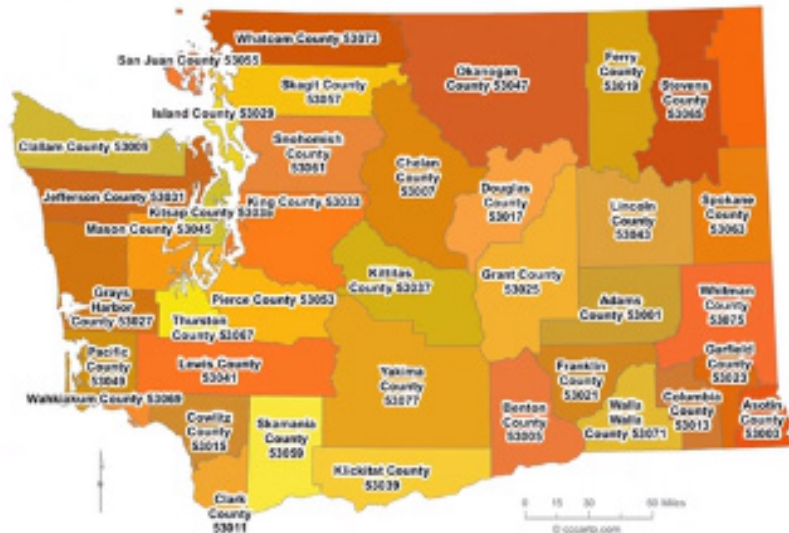 Whatcom County 53073
San Juan County 53055
Skagit County
53057
Okanogan
County 53047
Ferry
County
53019
Stevens
County
53065
Island County 53029
Clallam County 53009
Snohomish
County
53061
Chelan
County
53007
Douglas
County
53017
Lincoln
County
53043
Spokane
County
53063
Jefferson County 53031
Kitsap County 53035
King County 53033
Mason County 53045
Kittitas
County 53037
Grant County
53025
Adams
County 53001
Whitman
County
53075
Grays
Harbor
County 53027
Pierce County 53053
Thurston
County 53067
Pacific
County
53049
Lewis County
53041
Yakima
County
53077
Franklin
County
53021
Garfield
County
53023
Wahkiakum County 53069
Cowlitz
County
53015
Skamania
County
53059
Benton
County
53005
Walla
Walla
County 53071
Columbia
County
53013
Asotin
County
53003
Klickitat County
53039
Clark
County
53011
0 15 30 60 Miles
© cccarto.com